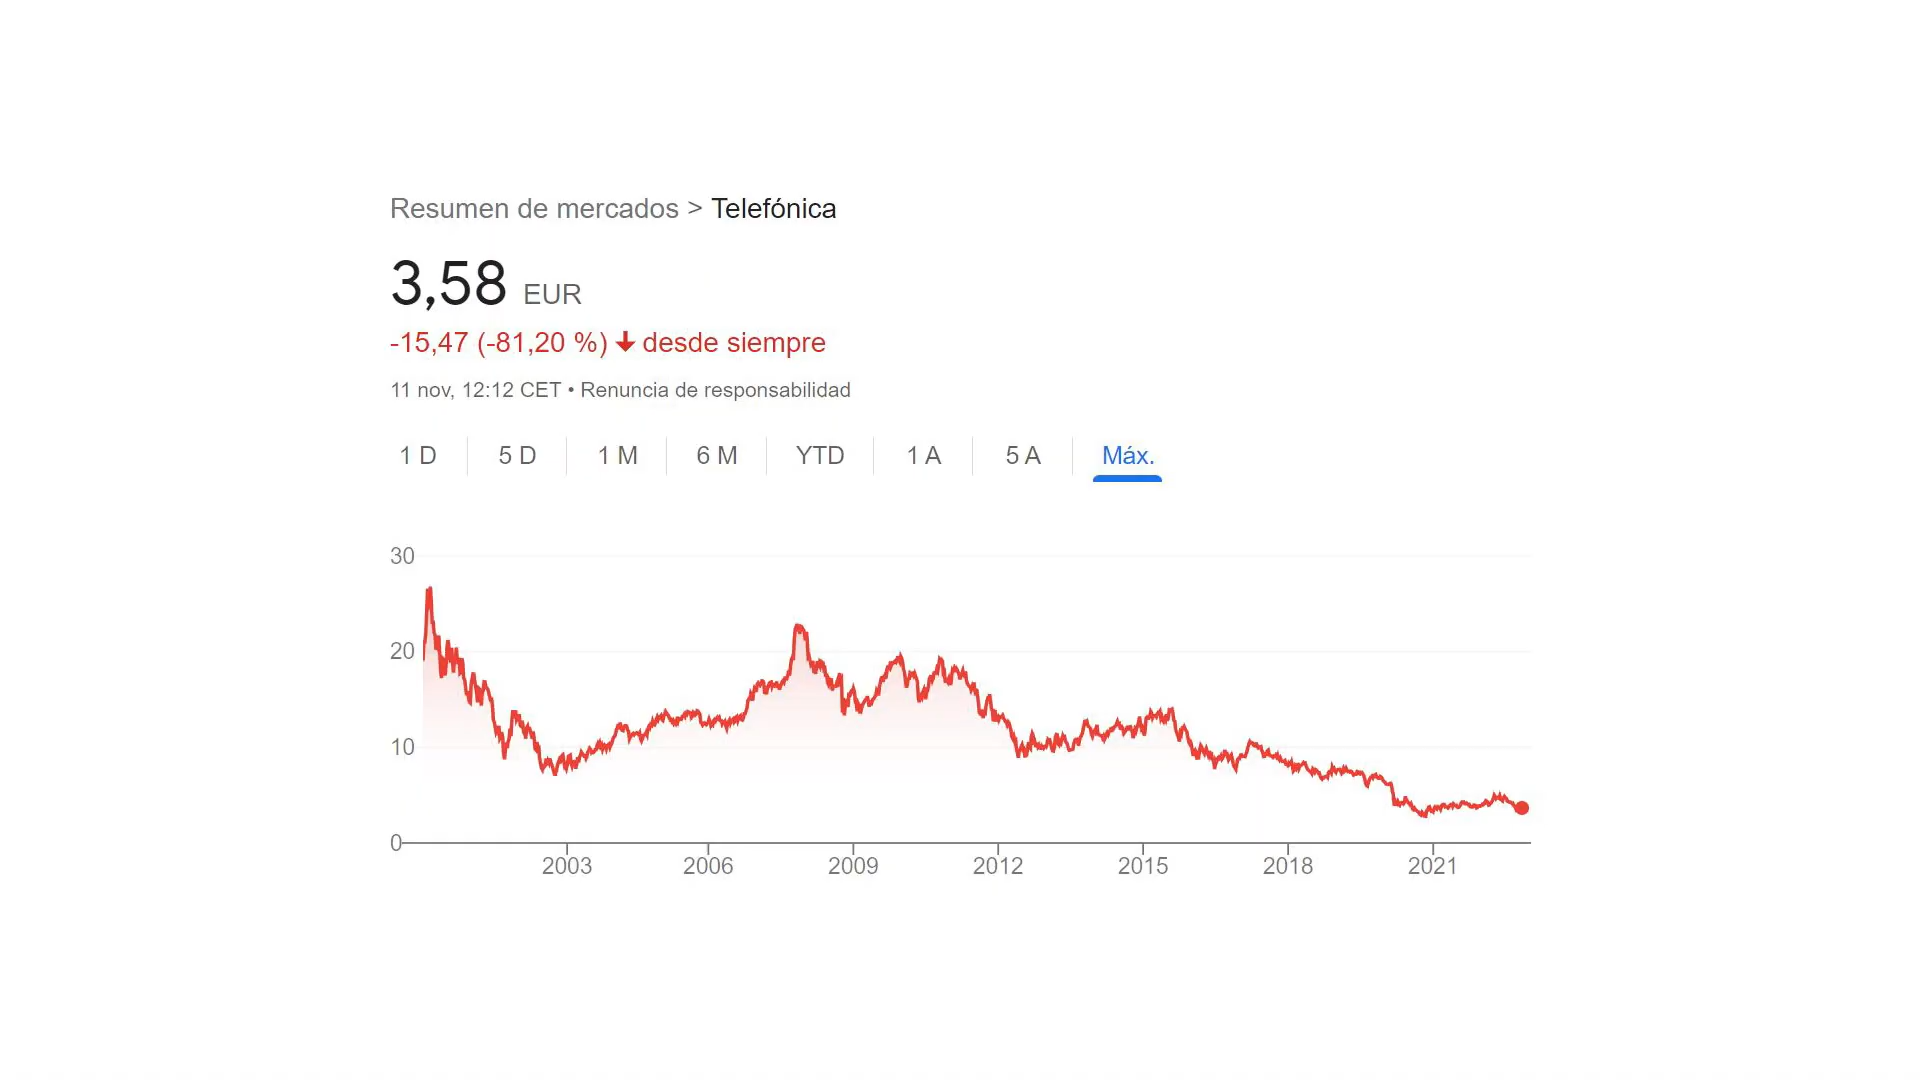 Resumen de mercados > Telefónica
3,58 EUR
-15,47 (-81,20 %) ↓ desde siempre
11 nov, 12:12 CET • Renuncia de responsabilidad
1 D 5 D 1 M 6 M YTD 1 A 5 A Máx.
30
20
10
0
2003 2006 2009 2012 2015 2018 2021